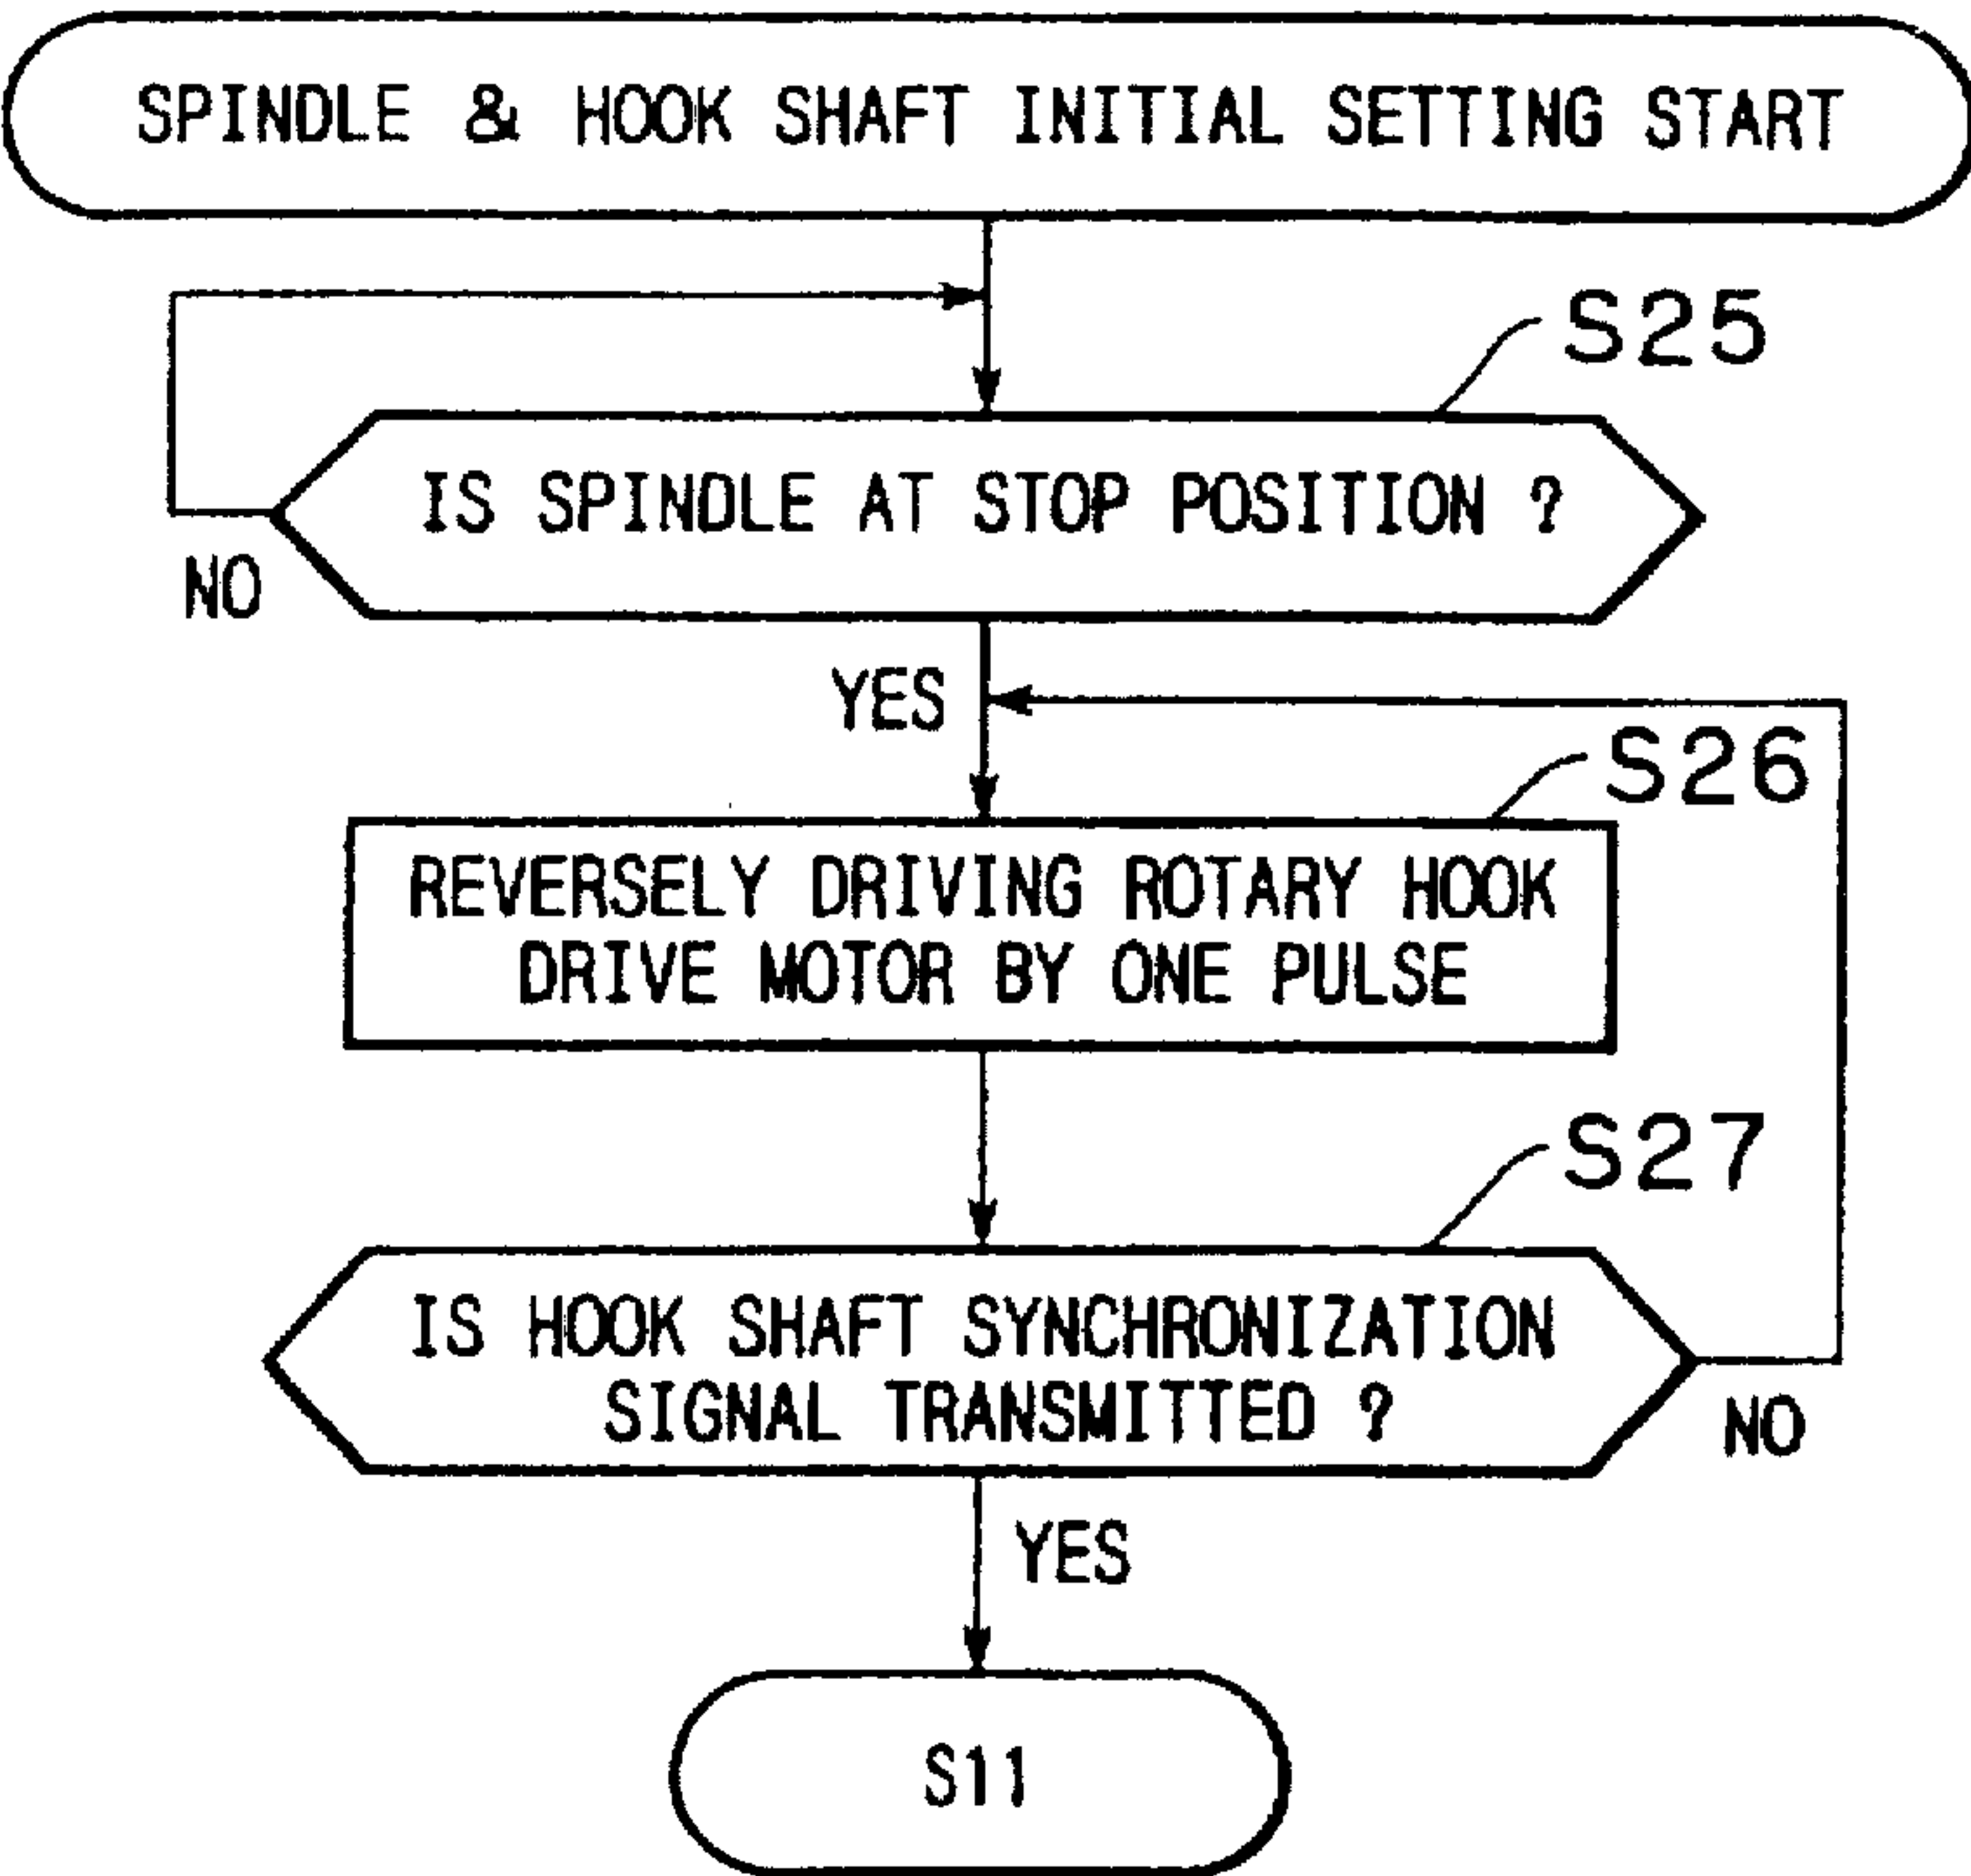 SPINDLE & HOOK SHAFT INITIAL SETTING START
S25
IS SPINDLE AT STOP POSITION ?
NO
YES
S26
REVERSELY DRIVING ROTARY HOOK
DRIVE MOTOR BY ONE PULSE
S27
IS HOOK SHAFT SYNCHRONIZATION
SIGNAL TRANSMITTED ?
NO
YES
S11